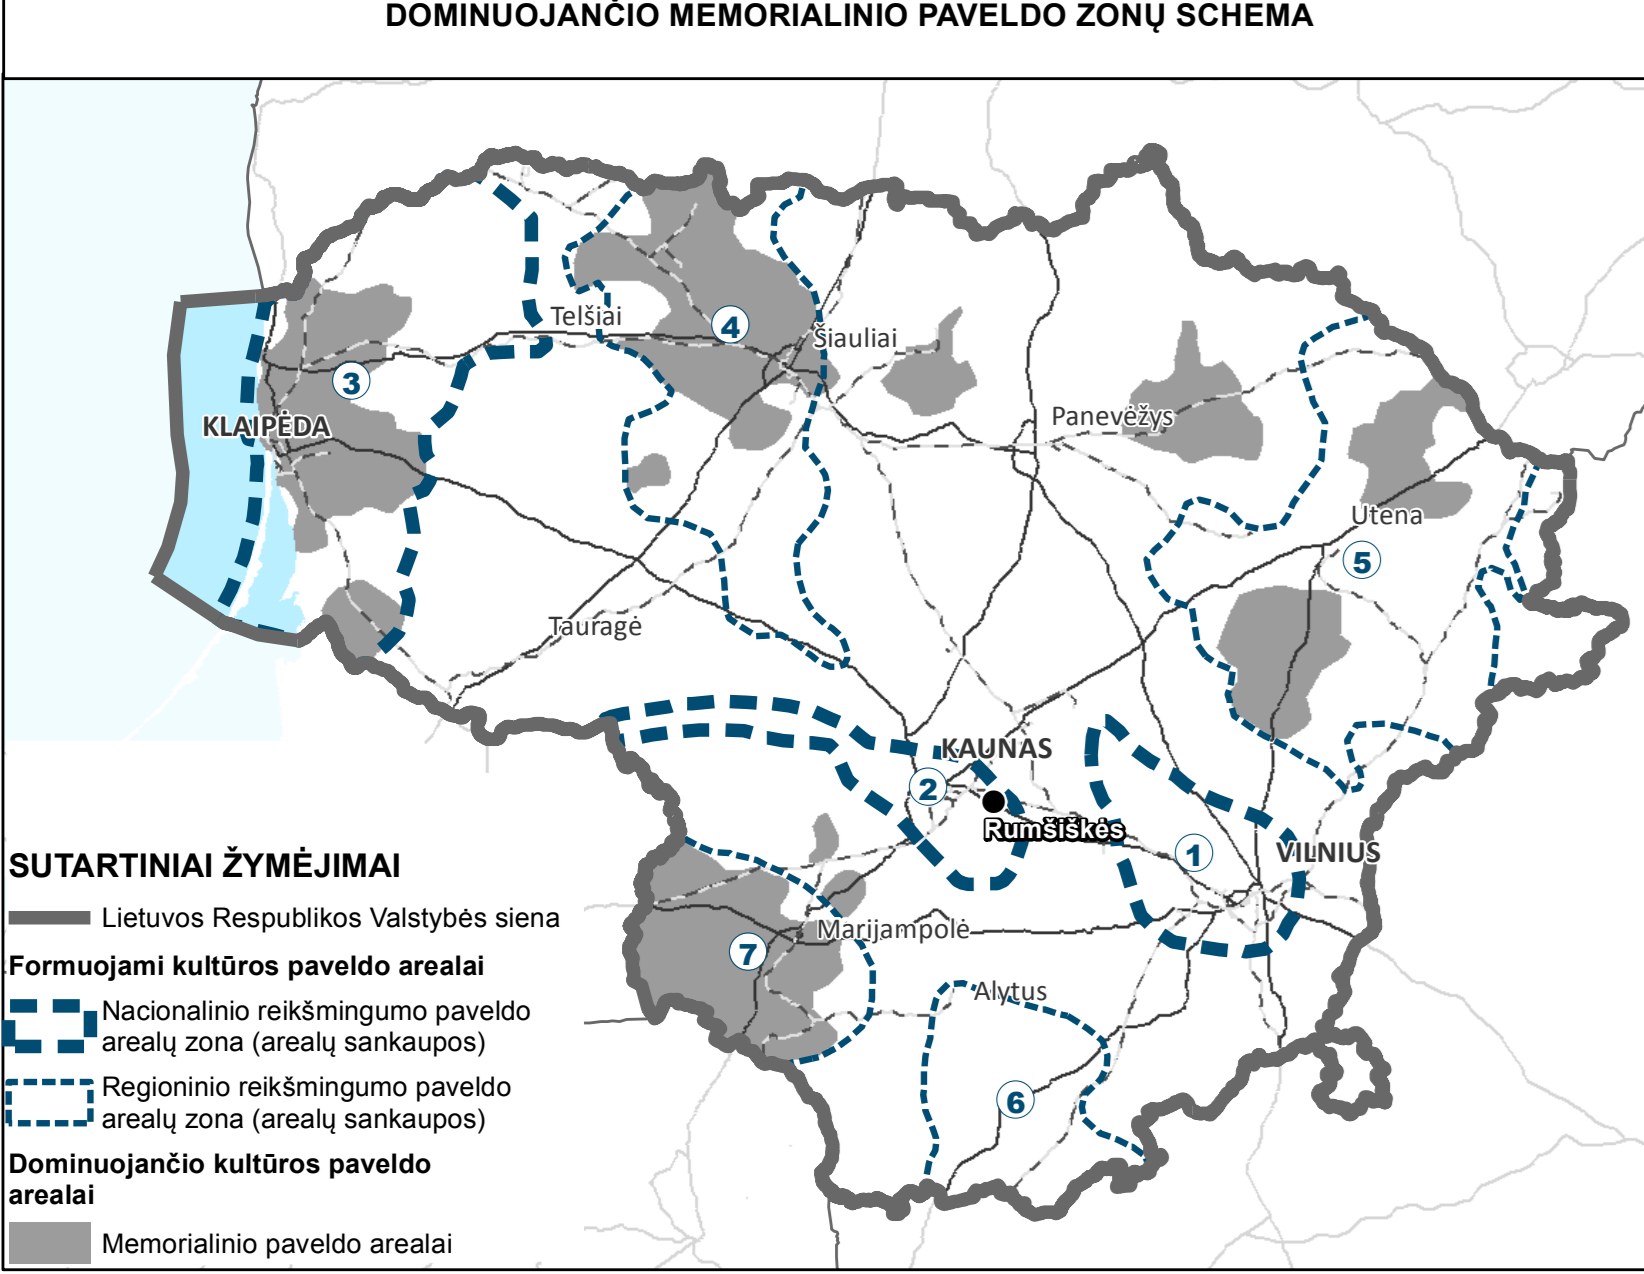 DOMINUOJANČIO MEMORIALINIO PAVELDO ZONŲ SCHEMA
Telšiai
4
Šiauliai
3
KLAIPĖDA
Panevėžys
Utena
5
Tauragė
KAUNAS
2
Rumšiškės
1
VILNIUS
Marijampolė
7
Alytus
6
SUTARTINIAI ŽYMĖJIMAI
Lietuvos Respublikos Valstybės siena
Formuojami kultūros paveldo arealai
Nacionalinio reikšmingumo paveldo
arealų zona (arealų sankaupos)
Regioninio reikšmingumo paveldo
arealų zona (arealų sankaupos)
Dominuojančio kultūros paveldo
arealai
Memorialinio paveldo arealai